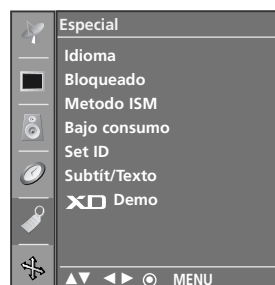 Especial
Idioma
Bloqueado
Metodo ISM
Bajo consumo
Set ID
Subtít/Texto
XD Demo
MENU